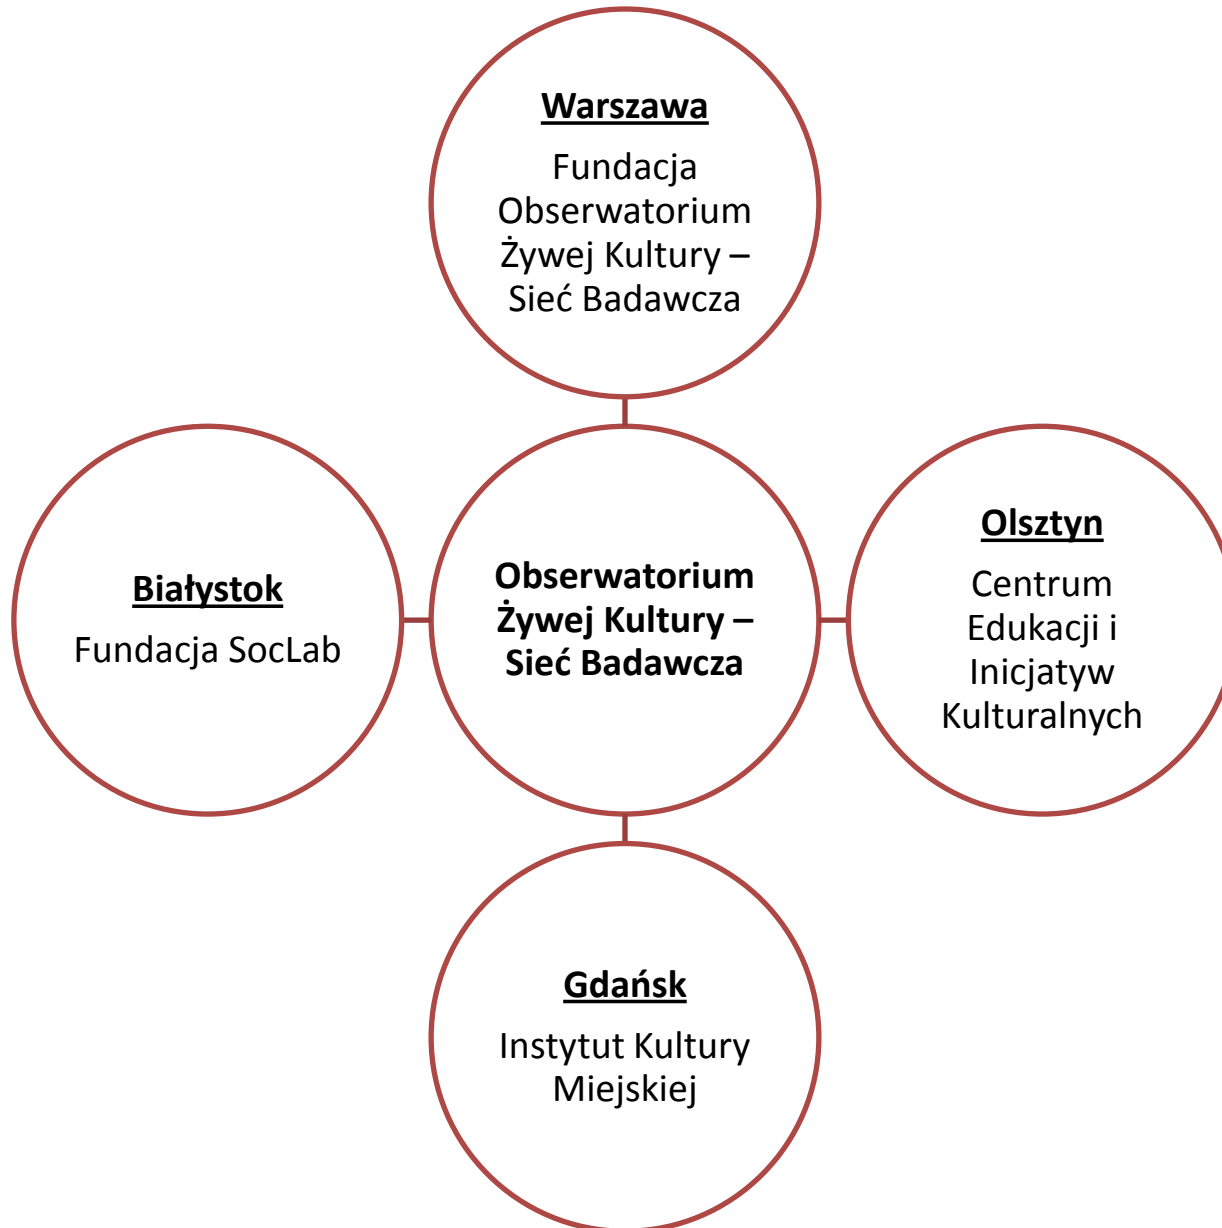 Warszawa
Fundacja
Obserwatorium
Żywej Kultury –
Sieć Badawcza
Białystok
Fundacja SocLab
Obserwatorium
Żywej Kultury –
Sieć Badawcza
Olsztyn
Centrum
Edukacji i
Inicjatyw
Kulturalnych
Gdańsk
Instytut Kultury
Miejskiej